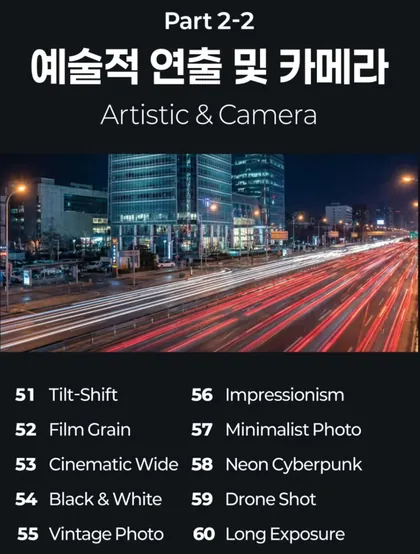 Part 2-2
예술적 연출 및 카메라
Artistic & Camera
51 Tilt-Shift
52 Film Grain
53 Cinematic Wide
54 Black & White
55 Vintage Photo
56 Impressionism
57 Minimalist Photo
58 Neon Cyberpunk
59 Drone Shot
60 Long Exposure